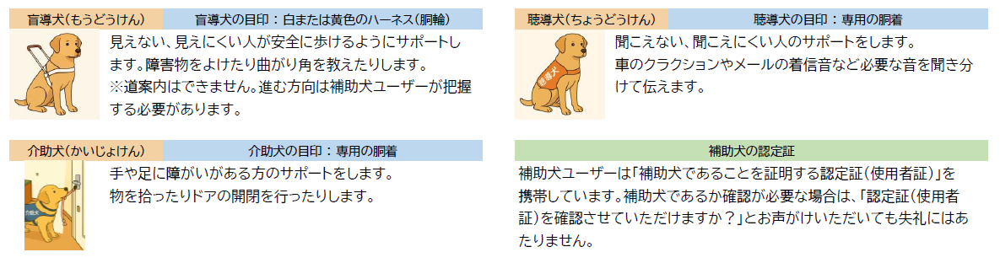 盲導犬(もうどうけん)
盲導犬の目印:白または黄色のハーネス(胴輪)
見えない、見えにくい人が安全に歩けるようにサポートし
ます。障害物をよけたり曲がり角を教えたりします。
※道案内はできません。進む方向は補助犬ユーザーが把握
する必要があります。
聴導犬(ちょうどうけん)
聴導犬の目印:専用の胴着
聴導犬
聞こえない、聞こえにくい人のサポートをします。
車のクラクションやメールの着信音など必要な音を聞き分
けて伝えます。
介助犬(かいじょけん)
介助犬の目印:専用の胴着
介助犬
手や足に障がいがある方のサポートをします。
物を拾ったりドアの開閉を行ったりします。
補助犬の認定証
補助犬ユーザーは「補助犬であることを証明する認定証(使用者証)」を
携帯しています。補助犬であるか確認が必要な場合は、「認定証(使用者
証)を確認させていただけますか?」とお声がけいただいても失礼にはあ
たりません。